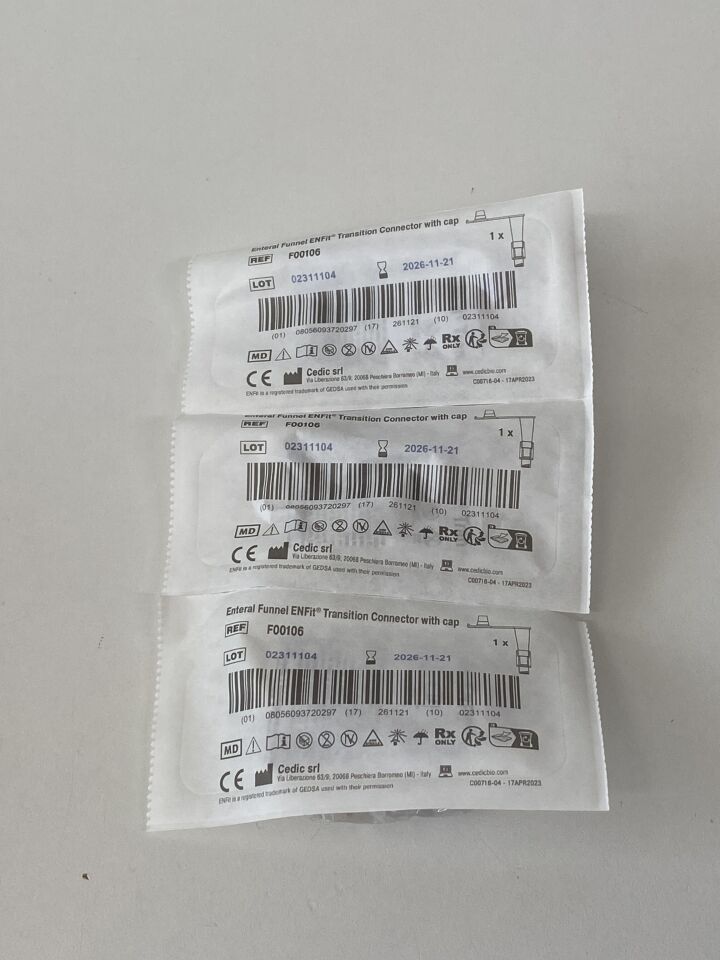 Enteral Funnel ENFit® Transition Connector with cap
REF F00106
1 x
LOT 02311104 2026-11-21
(01) 08056093720297 (17) 261121 (10) 02311104
MD Rx ONLY
CE Cedic srl
Via Liberazione 63/9, 20068 Peschiera Borromeo (MI) - Italy www.cedicbio.com
ENFit is a registered trademark of GEDSA used with their permission C00716-04 - 17APR2023
Enteral Funnel ENFit® Transition Connector with cap
REF F00106
1 x
LOT 02311104 2026-11-21
(01) 08056093720297 (17) 261121 (10) 02311104
MD Rx ONLY
CE Cedic srl
Via Liberazione 63/9, 20068 Peschiera Borromeo (MI) - Italy www.cedicbio.com
ENFit is a registered trademark of GEDSA used with their permission C00716-04 - 17APR2023
Enteral Funnel ENFit® Transition Connector with cap
REF F00106
1 x
LOT 02311104 2026-11-21
(01) 08056093720297 (17) 261121 (10) 02311104
MD Rx ONLY
CE Cedic srl
Via Liberazione 63/9, 20068 Peschiera Borromeo (MI) - Italy www.cedicbio.com
ENFit is a registered trademark of GEDSA used with their permission C00716-04 - 17APR2023